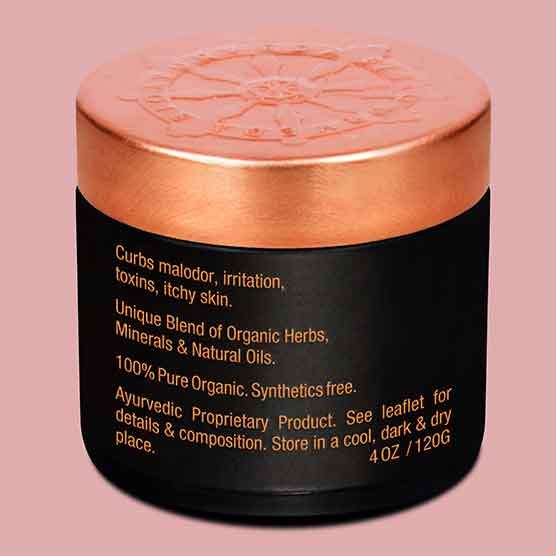 Curbs malodor, irritation,
toxins, itchy skin.
Unique Blend of Organic Herbs,
Minerals & Natural Oils.
100% Pure Organic. Synthetics free.
Ayurvedic Proprietary Product. See leaflet for
details & composition. Store in a cool, dark & dry
place.
4 OZ / 120G